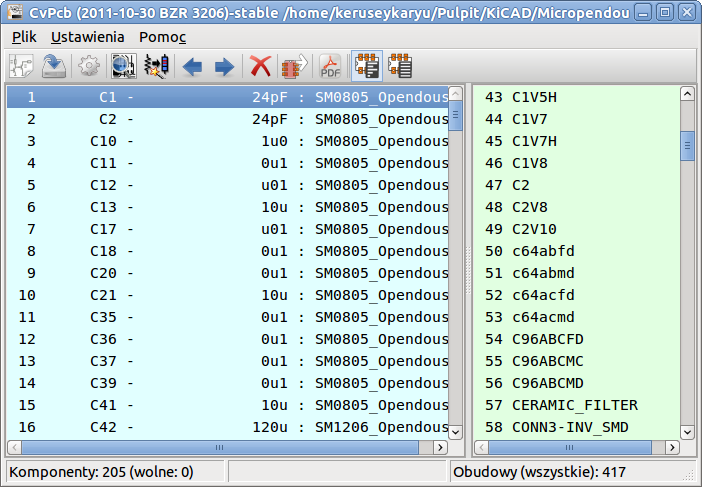 CvPcb (2011-10-30 BZR 3206)-stable /home/keruseykaryu/Pulpit/KiCAD/Micropendou
Plik Ustawienia Pomoc
PDF
1 C1 - 24pF : SM0805_Opendous
2 C2 - 24pF : SM0805_Opendous
3 C10 - 1u0 : SM0805_Opendous
4 C11 - 0u1 : SM0805_Opendous
5 C12 - u01 : SM0805_Opendous
6 C13 - 10u : SM0805_Opendous
7 C17 - u01 : SM0805_Opendous
8 C18 - 0u1 : SM0805_Opendous
9 C20 - 0u1 : SM0805_Opendous
10 C21 - 10u : SM0805_Opendous
11 C35 - 0u1 : SM0805_Opendous
12 C36 - 0u1 : SM0805_Opendous
13 C37 - 0u1 : SM0805_Opendous
14 C39 - 0u1 : SM0805_Opendous
15 C41 - 10u : SM0805_Opendous
16 C42 - 120u : SM1206_Opendous
43 C1V5H
44 C1V7
45 C1V7H
46 C1V8
47 C2
48 C2V8
49 C2V10
50 c64abfd
51 c64abmd
52 c64acfd
53 c64acmd
54 C96ABCFD
55 C96ABCMC
56 C96ABCMD
57 CERAMIC_FILTER
58 CONN3-INV_SMD
Komponenty: 205 (wolne: 0)
Obudowy (wszystkie): 417